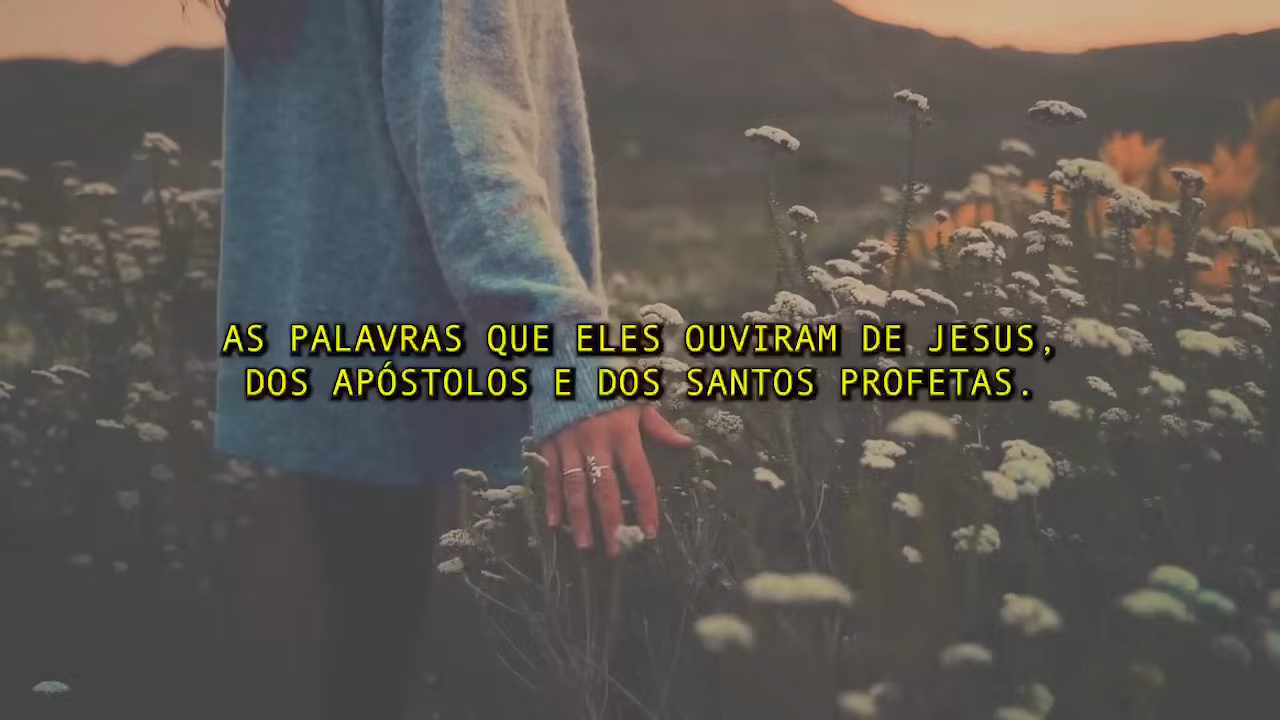 AS PALAVRAS QUE ELES OUVIRAM DE JESUS,
DOS APÓSTOLOS E DOS SANTOS PROFETAS.